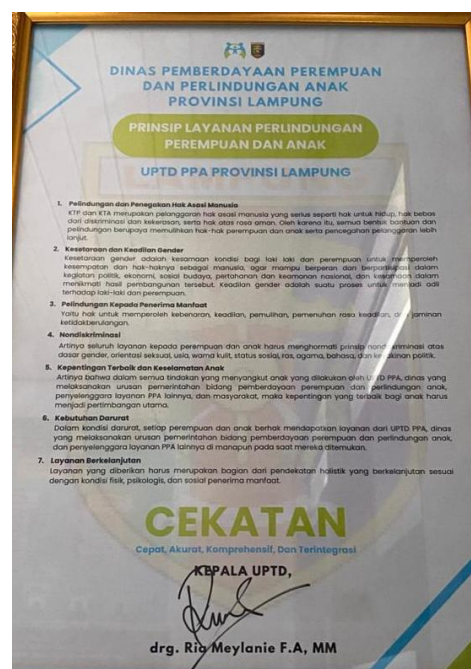 DINAS PEMBERDAYAAN PEREMPUAN
DAN PERLINDUNGAN ANAK
PROVINSI LAMPUNG
PRINSIP LAYANAN PERLINDUNGAN
PEREMPUAN DAN ANAK
UPTD PPA PROVINSI LAMPUNG
1. Pelindungan dan Penegakan Hak Asasi Manusia
KTP dan KTA merupakan pelanggaran hak asasi manusia yang serius seperti hak untuk hidup, hak bebas
dari diskriminasi dan kekerasan, serta hak atas rasa aman. Oleh karena itu, semua bentuk bantuan dan
pelindungan berupaya memulihkan hak-hak perempuan dan anak serta pencegahan pelanggaran lebih
lanjut.
2. Kesetaraan dan Keadilan Gender
Kesetaraan gender adalah kesamaan kondisi bagi laki laki dan perempuan untuk memperoleh
kesempatan dan hak-haknya sebagai manusia, agar mampu berperan dan berpartisipasi dalam
kegiatan politik, ekonomi, sosial budaya, pertahanan dan keamanan nasional, dan kesamaan dalam
menikmati hasil pembangunan tersebut. Keadilan gender adalah suatu proses untuk menjadi adil
terhadap laki-laki dan perempuan.
3. Pelindungan Kepada Penerima Manfaat
Yaitu hak untuk memperoleh kebenaran, keadilan, pemulihan, pemenuhan rasa keadilan, dan jaminan
ketidakberulangan.
4. Nondiskriminasi
Artinya seluruh layanan kepada perempuan dan anak harus menghormati prinsip nondiskriminasi atas
dasar gender, orientasi seksual, usia, warna kulit, status sosial, ras, agama, bahasa, dan keyakinan politik.
5. Kepentingan Terbaik dan Keselamatan Anak
Artinya bahwa dalam semua tindakan yang menyangkut anak yang dilakukan oleh UPTD PPA, dinas yang
melaksanakan urusan pemerintahan bidang pemberdayaan perempuan dan perlindungan anak,
penyelenggara layanan PPA lainnya, dan masyarakat, maka kepentingan yang terbaik bagi anak harus
menjadi pertimbangan utama.
6. Kebutuhan Darurat
Dalam kondisi darurat, setiap perempuan dan anak berhak mendapatkan layanan dari UPTD PPA, dinas
yang melaksanakan urusan pemerintahan bidang pemberdayaan perempuan dan perlindungan anak,
dan penyelenggara layanan PPA lainnya di manapun pada saat mereka ditemukan.
7. Layanan Berkelanjutan
Layanan yang diberikan harus merupakan bagian dari pendekatan holistik yang berkelanjutan sesuai
dengan kondisi fisik, psikologis, dan sosial penerima manfaat.
CEKATAN
Cepat, Akurat, Komprehensif, Dan Terintegrasi
KEPALA UPTD,
drg. Ria Meylanie F.A, MM